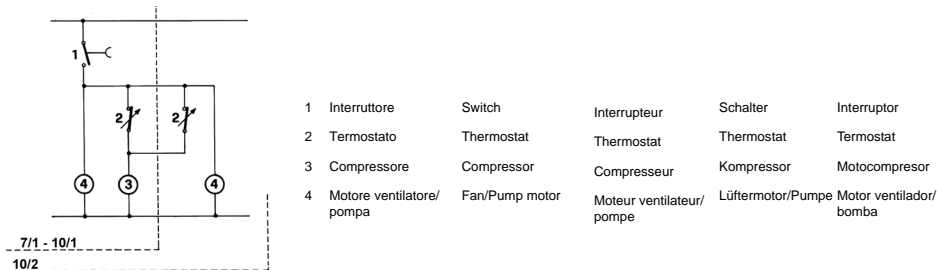 1
2
2
4
3
4
7/1 - 10/1
10/2
1 Interruttore Switch Interrupteur Schalter Interruptor
2 Termostato Thermostat Thermostat Thermostat Termostat
3 Compressore Compressor Compresseur Kompressor Motocompresor
4 Motore ventilatore/ Fan/Pump motor Moteur ventilateur/ Lüftermotor/Pumpe Motor ventilador/
pompa pompe bomba